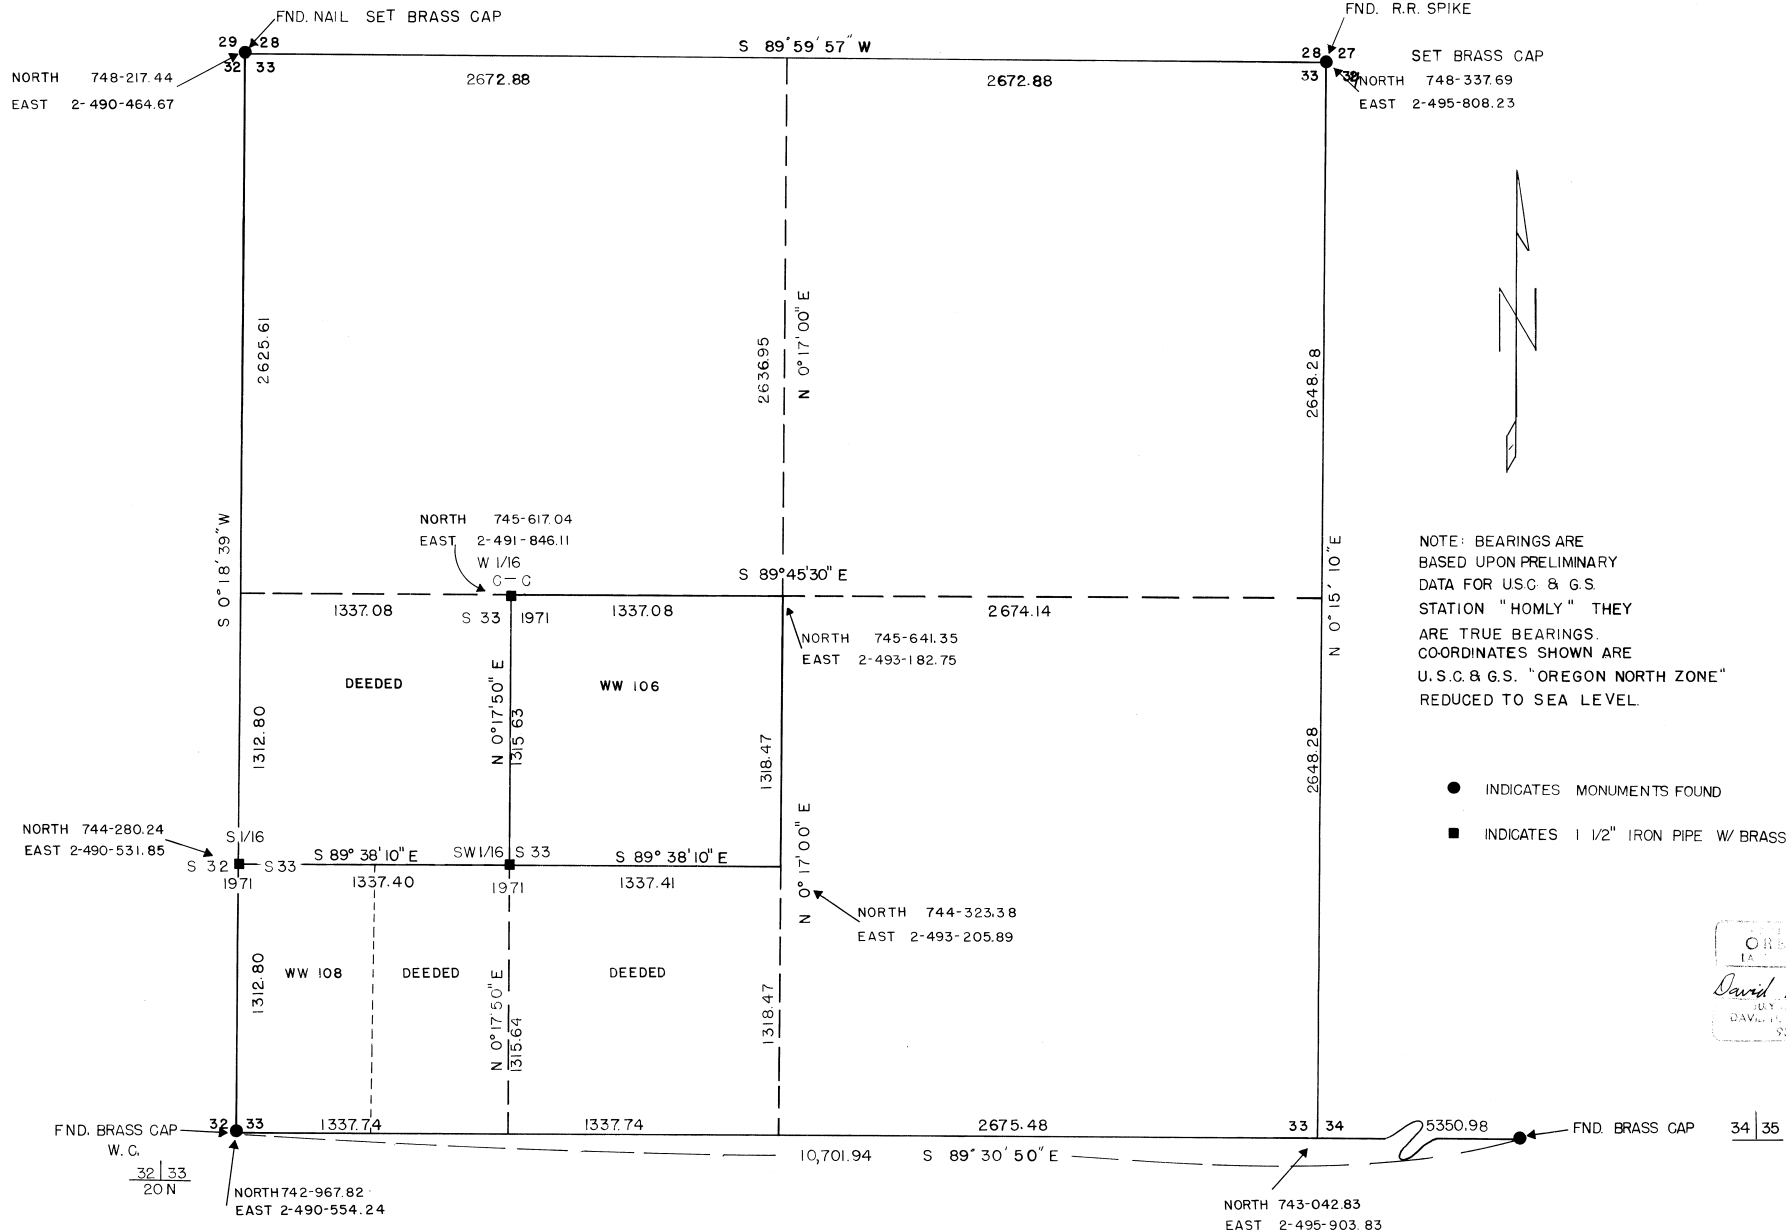 FND. NAIL SET BRASS CAP
FND. R.R. SPIKE
SET BRASS CAP
29 28
32 33
S 89°59'57" W
28 27
33
NORTH 748-217.44
EAST 2-490-464.67
2672.88
2672.88
NORTH 748-337.69
EAST 2-495-808.23
2625.61
2636.95
N 0°17'00" E
2648.28
S 0°18'39" W
NORTH 745-617.04
EAST 2-491-846.11
W 1/16
C-C
S 89°45'30" E
N 0°15'10" E
1337.08
S 33 1971
1337.08
2674.14
NORTH 745-641.35
EAST 2-493-182.75
NOTE: BEARINGS ARE
BASED UPON PRELIMINARY
DATA FOR U.S.C. & G.S.
STATION "HOMLY" THEY
ARE TRUE BEARINGS.
CO-ORDINATES SHOWN ARE
U.S.C. & G.S. "OREGON NORTH ZONE"
REDUCED TO SEA LEVEL.
DEEDED
WW 106
1312.80
N 0°17'50" E
1315.63
1318.47
2648.28
INDICATES MONUMENTS FOUND
INDICATES 1 1/2" IRON PIPE W/ BRASS
NORTH 744-280.24
EAST 2-490-531.85
S 1/16
S 32 S 33
1971
S 89°38'10" E
1337.40
SW 1/16 S 33
1971
S 89°38'10" E
1337.41
N 0°17'00" E
NORTH 744-323.38
EAST 2-493-205.89
1312.80
WW 108
DEEDED
N 0°17'50" E
1315.64
DEEDED
1318.47
David
FND. BRASS CAP
W. C.
32 33
20 N
32 33
1337.74
1337.74
2675.48
33 34
5350.98
FND. BRASS CAP
34 35
10,701.94 S 89°30'50" E
NORTH 742-967.82
EAST 2-490-554.24
NORTH 743-042.83
EAST 2-495-903.83